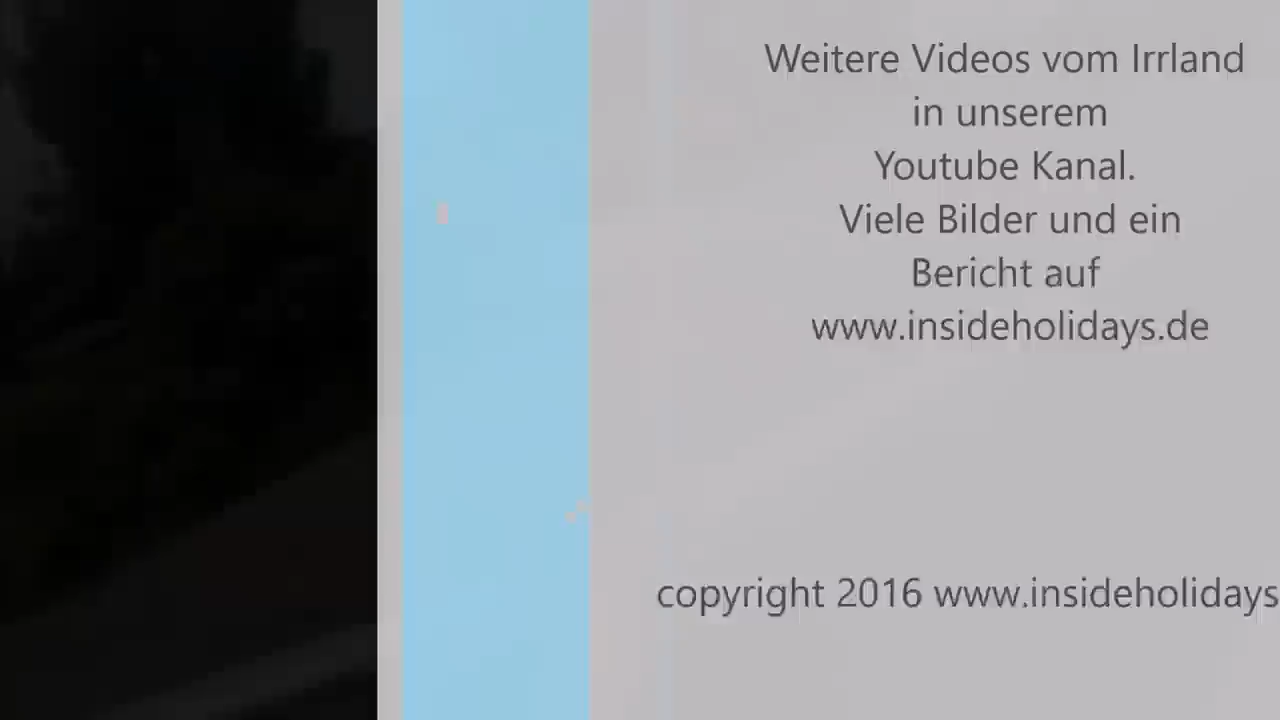 Weitere Videos vom Irrland
in unserem
Youtube Kanal.
Viele Bilder und ein
Bericht auf
www.insideholidays.de
copyright 2016 www.insideholidays